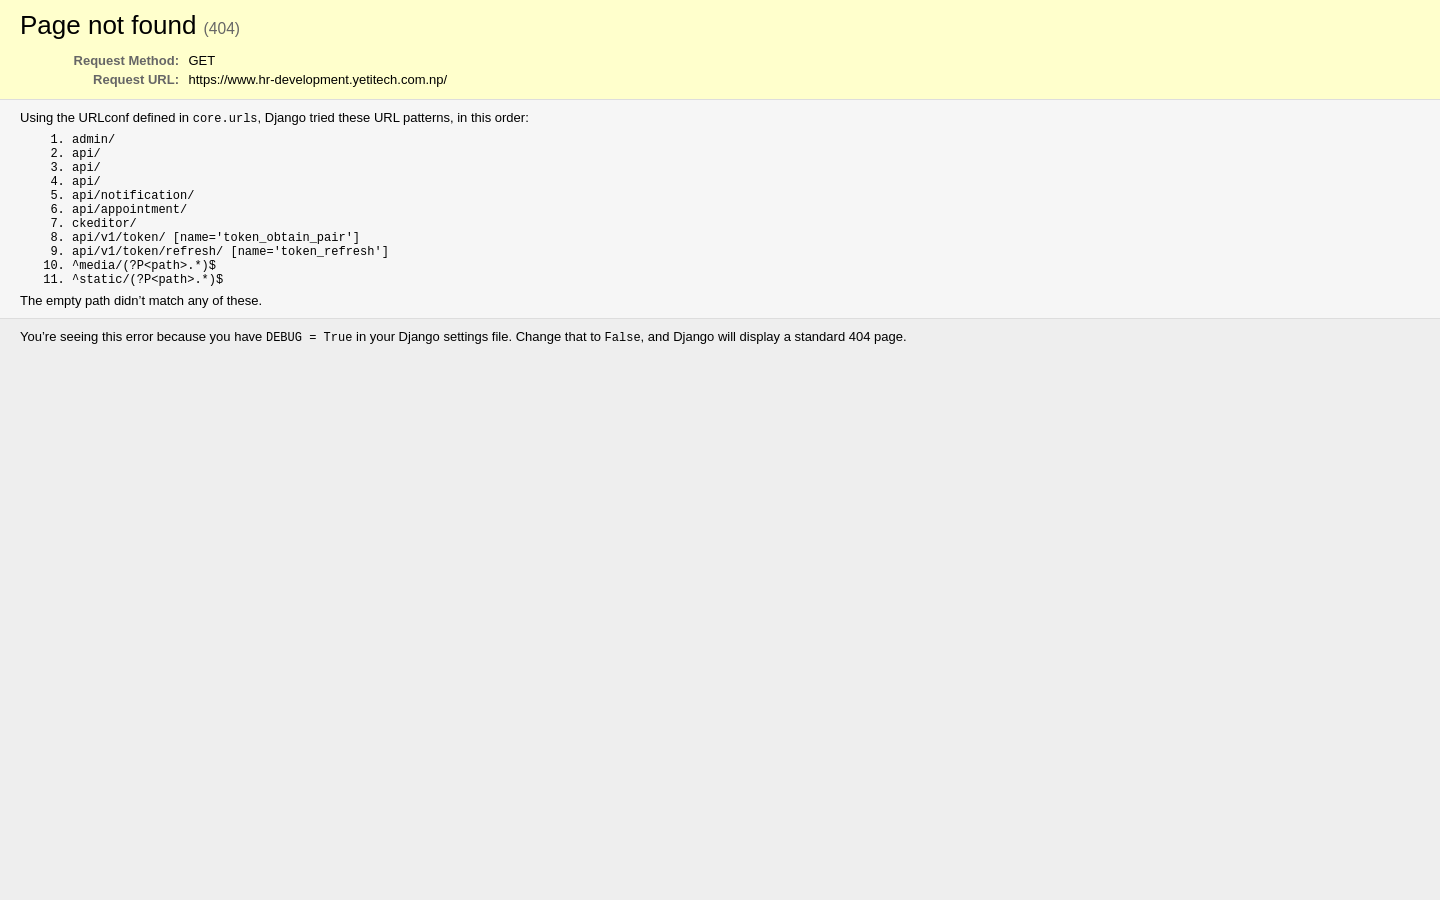 Page not found (404)
Request Method: GET
Request URL: https://www.hr-development.yetitech.com.np/
Using the URLconf defined in core.urls, Django tried these URL patterns, in this order:
1. admin/
2. api/
3. api/
4. api/
5. api/notification/
6. api/appointment/
7. ckeditor/
8. api/v1/token/ [name='token_obtain_pair']
9. api/v1/token/refresh/ [name='token_refresh']
10. ^media/(?P<path>.*)$
11. ^static/(?P<path>.*)$
The empty path didn’t match any of these.
You’re seeing this error because you have DEBUG = True in your Django settings file. Change that to False, and Django will display a standard 404 page.